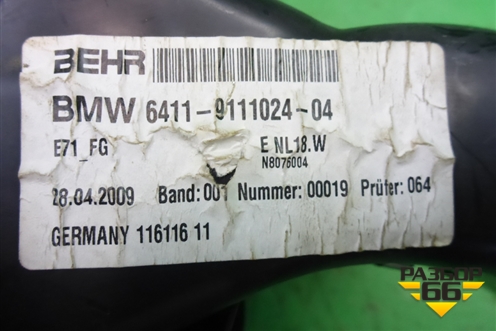 BEHR
BMW 6411-9111024-04
E71_FG E NL18.W
N8076004
28.04.2009 Band: 001 Nummer: 00019 Prüfer: 064
GERMANY 116116 11
РАЗБОР
66